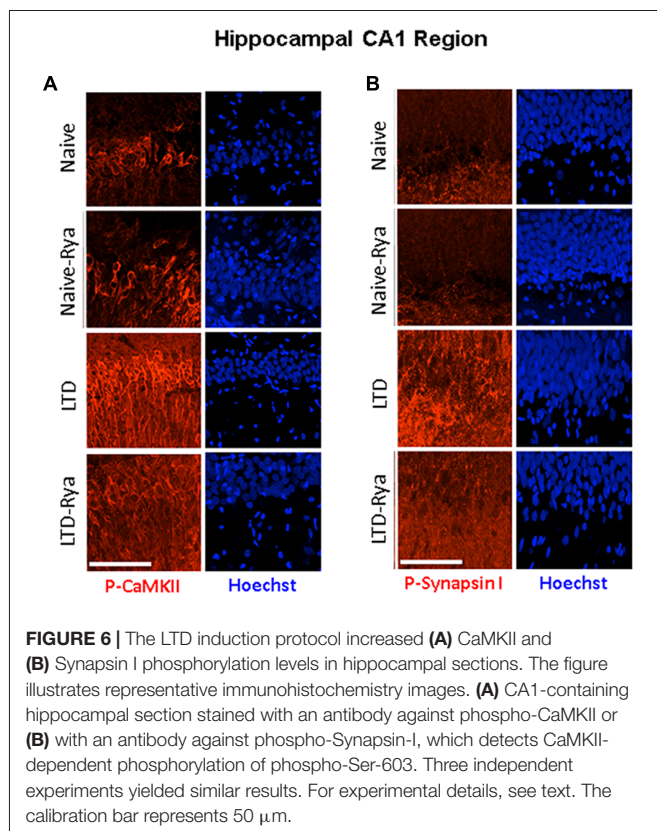 Hippocampal CA1 Region
A
B
Naive
Naive
Naive-Rya
Naive-Rya
LTD
LTD
LTD-Rya
LTD-Rya
P-CaMKII Hoechst
P-Synapsin I Hoechst
FIGURE 6 | The LTD induction protocol increased (A) CaMKII and
(B) Synapsin I phosphorylation levels in hippocampal sections. The figure
illustrates representative immunohistochemistry images. (A) CA1-containing
hippocampal section stained with an antibody against phospho-CaMKII or
(B) with an antibody against phospho-Synapsin-I, which detects CaMKII-
dependent phosphorylation of phospho-Ser-603. Three independent
experiments yielded similar results. For experimental details, see text. The
calibration bar represents 50 μm.